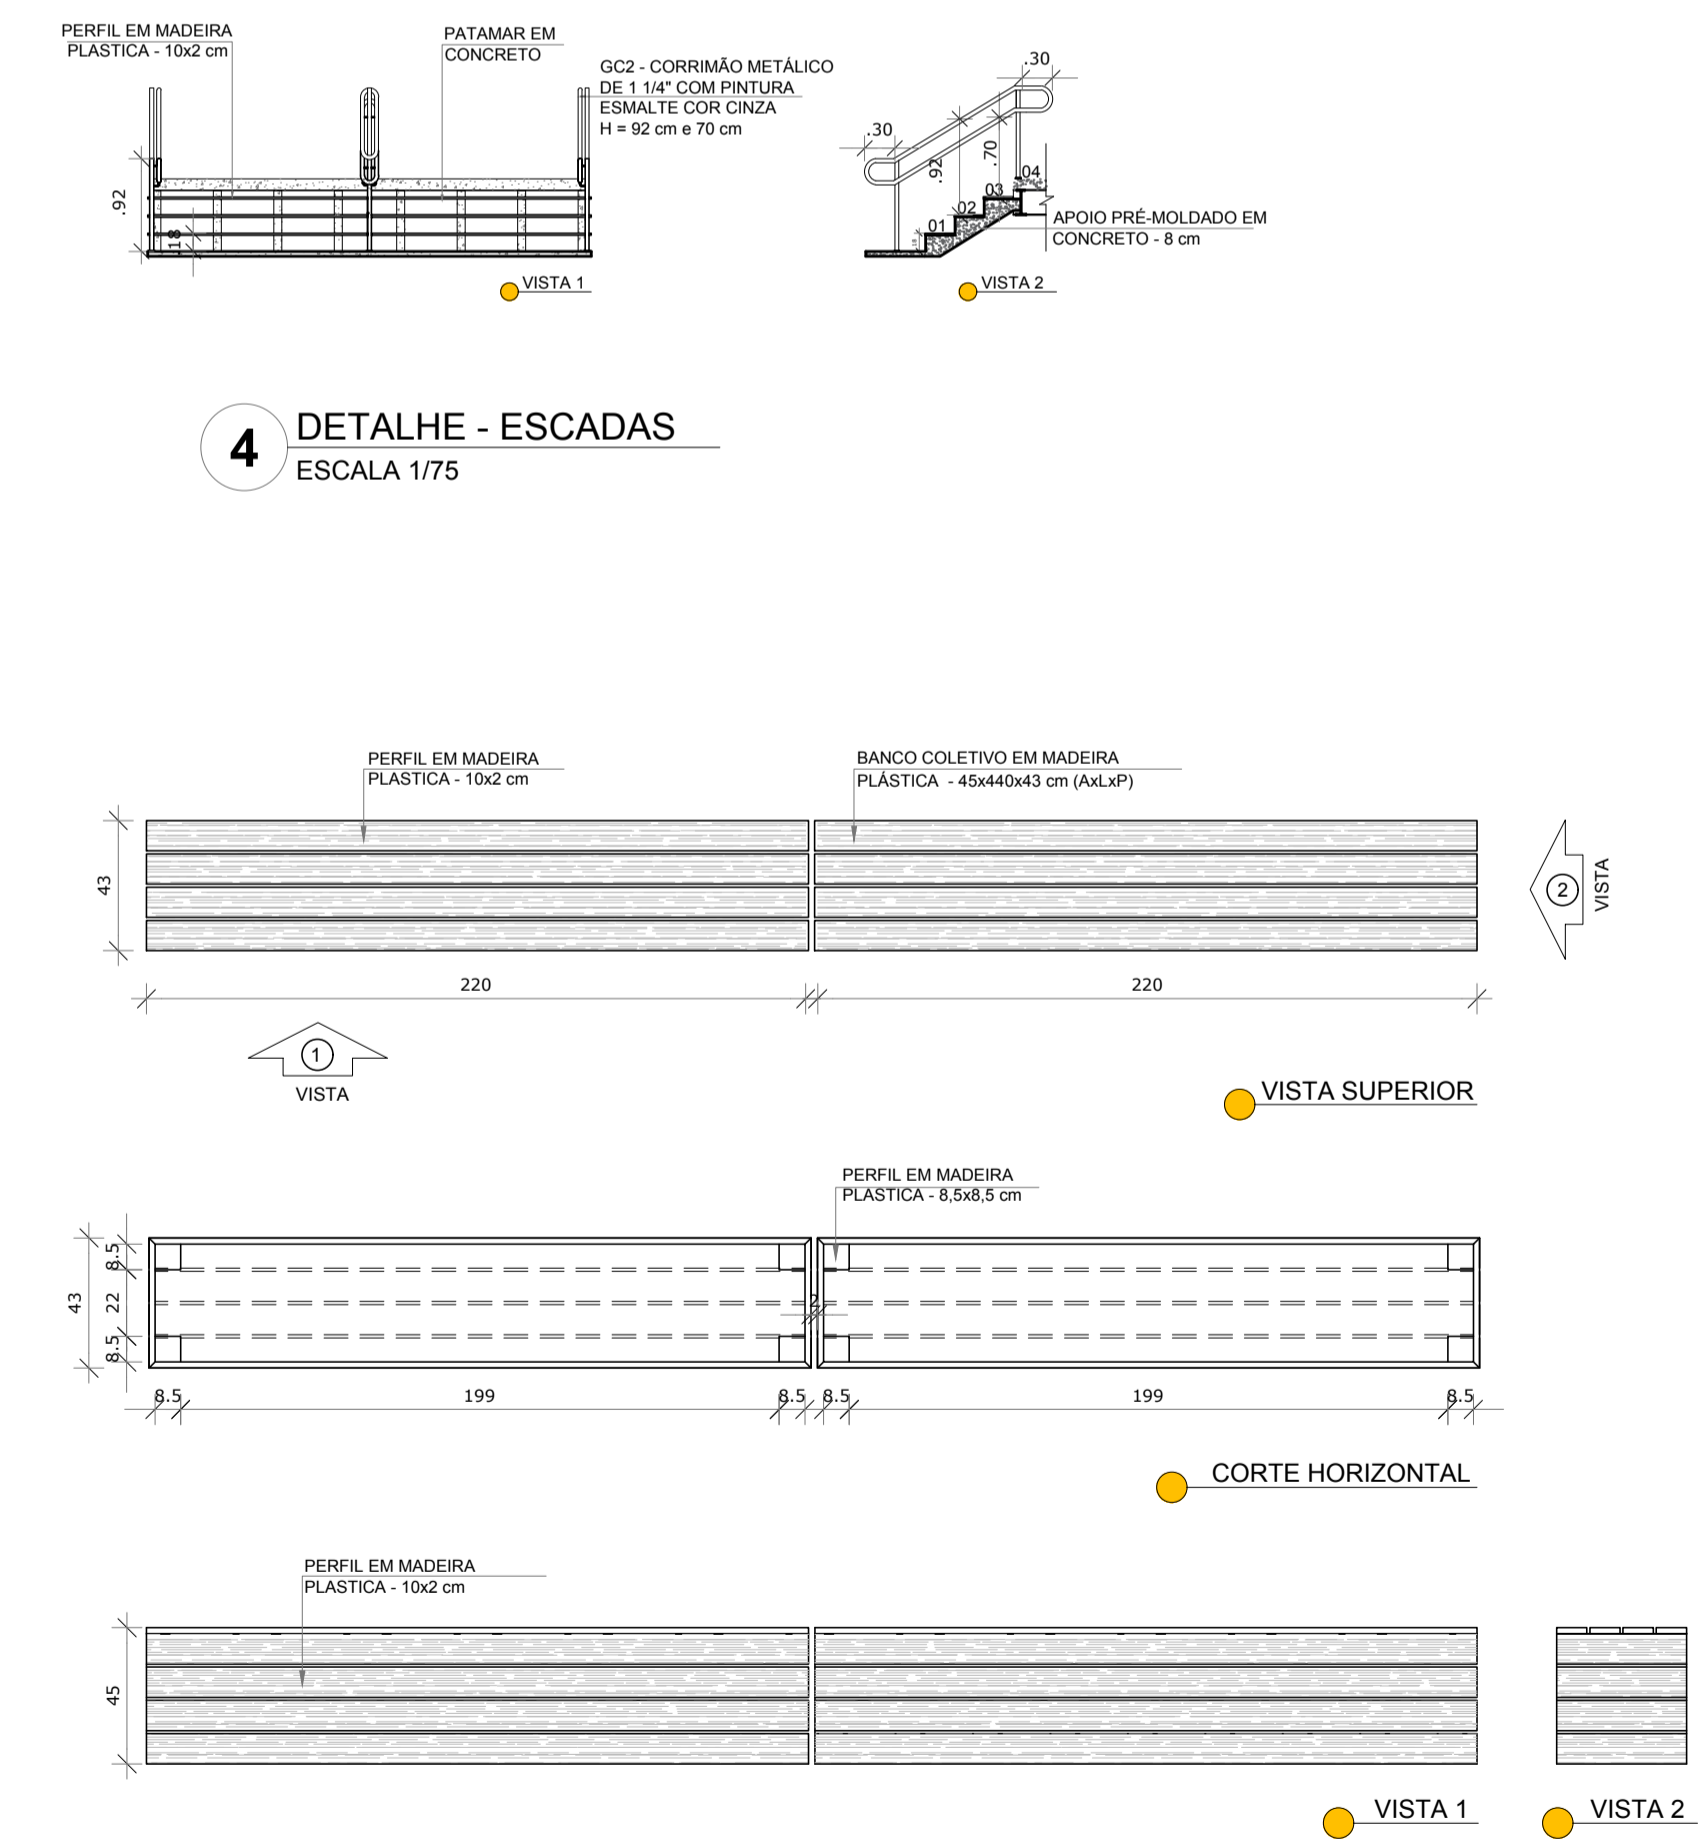 PERFIL EM MADEIRA
PLASTICA - 10x2 cm
PATAMAR EM
CONCRETO
GC2 - CORRIMÃO METÁLICO
DE 1 1/4" COM PINTURA
ESMALTE COR CINZA
H = 92 cm e 70 cm
.92
18
VISTA 1
.30
.30
.92
.70
01
02
03
04
APOIO PRÉ-MOLDADO EM
CONCRETO - 8 cm
VISTA 2
4
DETALHE - ESCADAS
ESCALA 1/75
PERFIL EM MADEIRA
PLASTICA - 10x2 cm
BANCO COLETIVO EM MADEIRA
PLÁSTICA - 45x440x43 cm (AxLxP)
43
2
VISTA
220
220
1
VISTA
VISTA SUPERIOR
PERFIL EM MADEIRA
PLASTICA - 8,5x8,5 cm
43
8.5
22
8.5
2
8.5
199
8.5
8.5
199
8.5
CORTE HORIZONTAL
PERFIL EM MADEIRA
PLASTICA - 10x2 cm
45
VISTA 1
VISTA 2